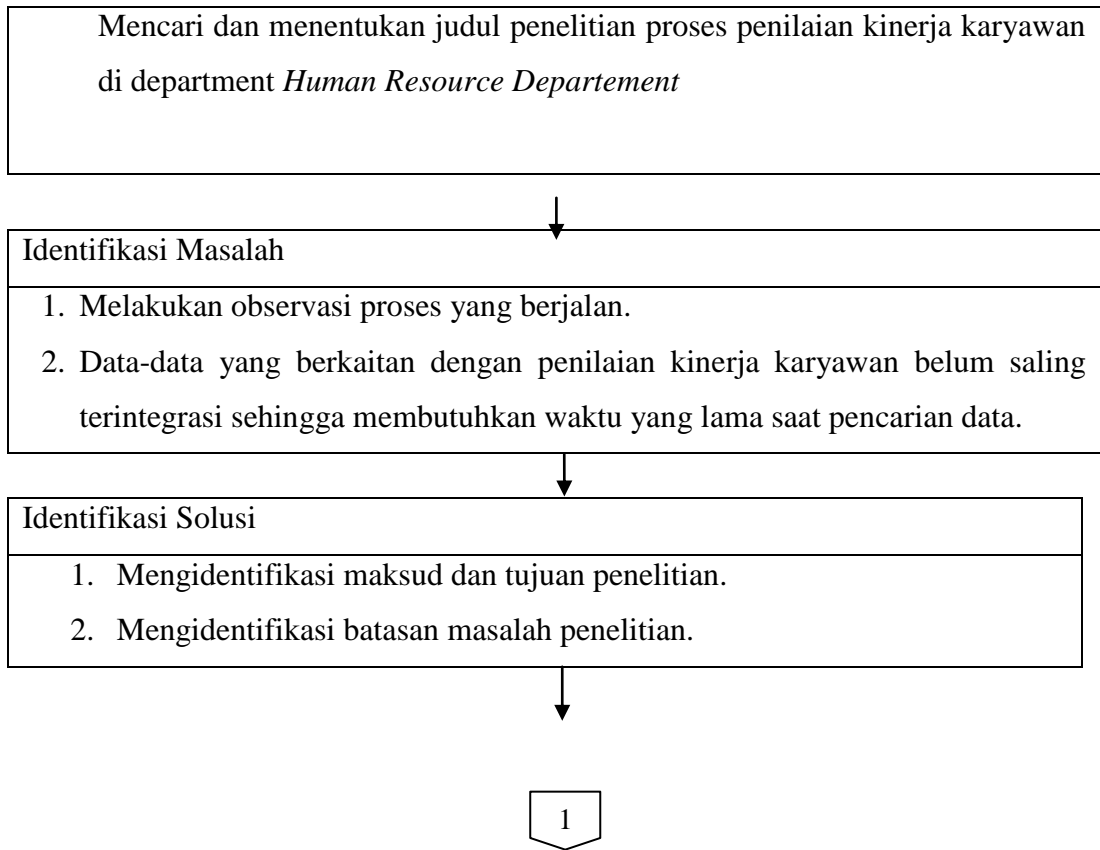 Mencari dan menentukan judul penelitian proses penilaian kinerja karyawan
di department Human Resource Departement
Identifikasi Masalah
1. Melakukan observasi proses yang berjalan.
2. Data-data yang berkaitan dengan penilaian kinerja karyawan belum saling
terintegrasi sehingga membutuhkan waktu yang lama saat pencarian data.
Identifikasi Solusi
1. Mengidentifikasi maksud dan tujuan penelitian.
2. Mengidentifikasi batasan masalah penelitian.
1